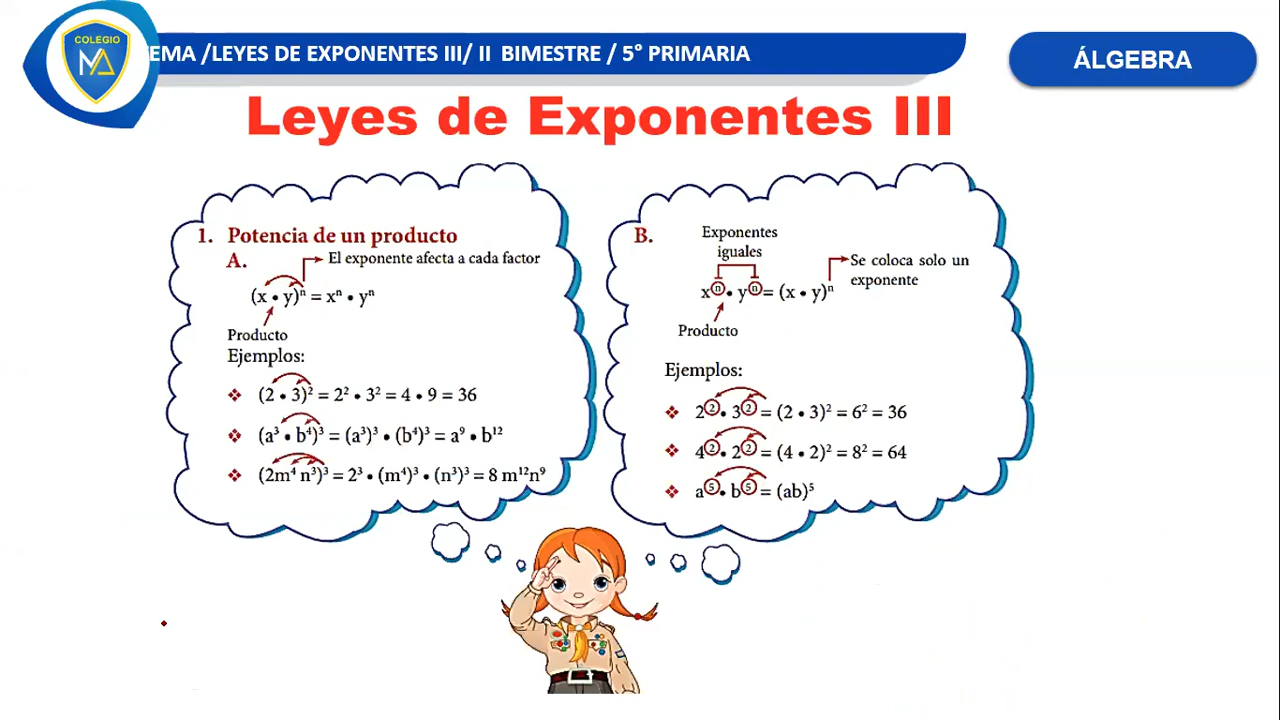 COLEGIO
MA
EMA /LEYES DE EXPONENTES III/ II BIMESTRE / 5° PRIMARIA
ÁLGEBRA
Leyes de Exponentes III
1. Potencia de un producto
A.
El exponente afecta a cada factor
(x • y)ⁿ = xⁿ • yⁿ
Producto
Ejemplos:
❖ (2 • 3)² = 2² • 3² = 4 • 9 = 36
❖ (a³ • b⁴)³ = (a³)³ • (b⁴)³ = a⁹ • b¹²
❖ (2m⁴ n³)³ = 2³ • (m⁴)³ • (n³)³ = 8 m¹²n⁹
B.
Exponentes
iguales
Se coloca solo un
exponente
xⁿ • yⁿ = (x • y)ⁿ
Producto
Ejemplos:
❖ 2² • 3² = (2 • 3)² = 6² = 36
❖ 4² • 2² = (4 • 2)² = 8² = 64
❖ a⁵ • b⁵ = (ab)⁵